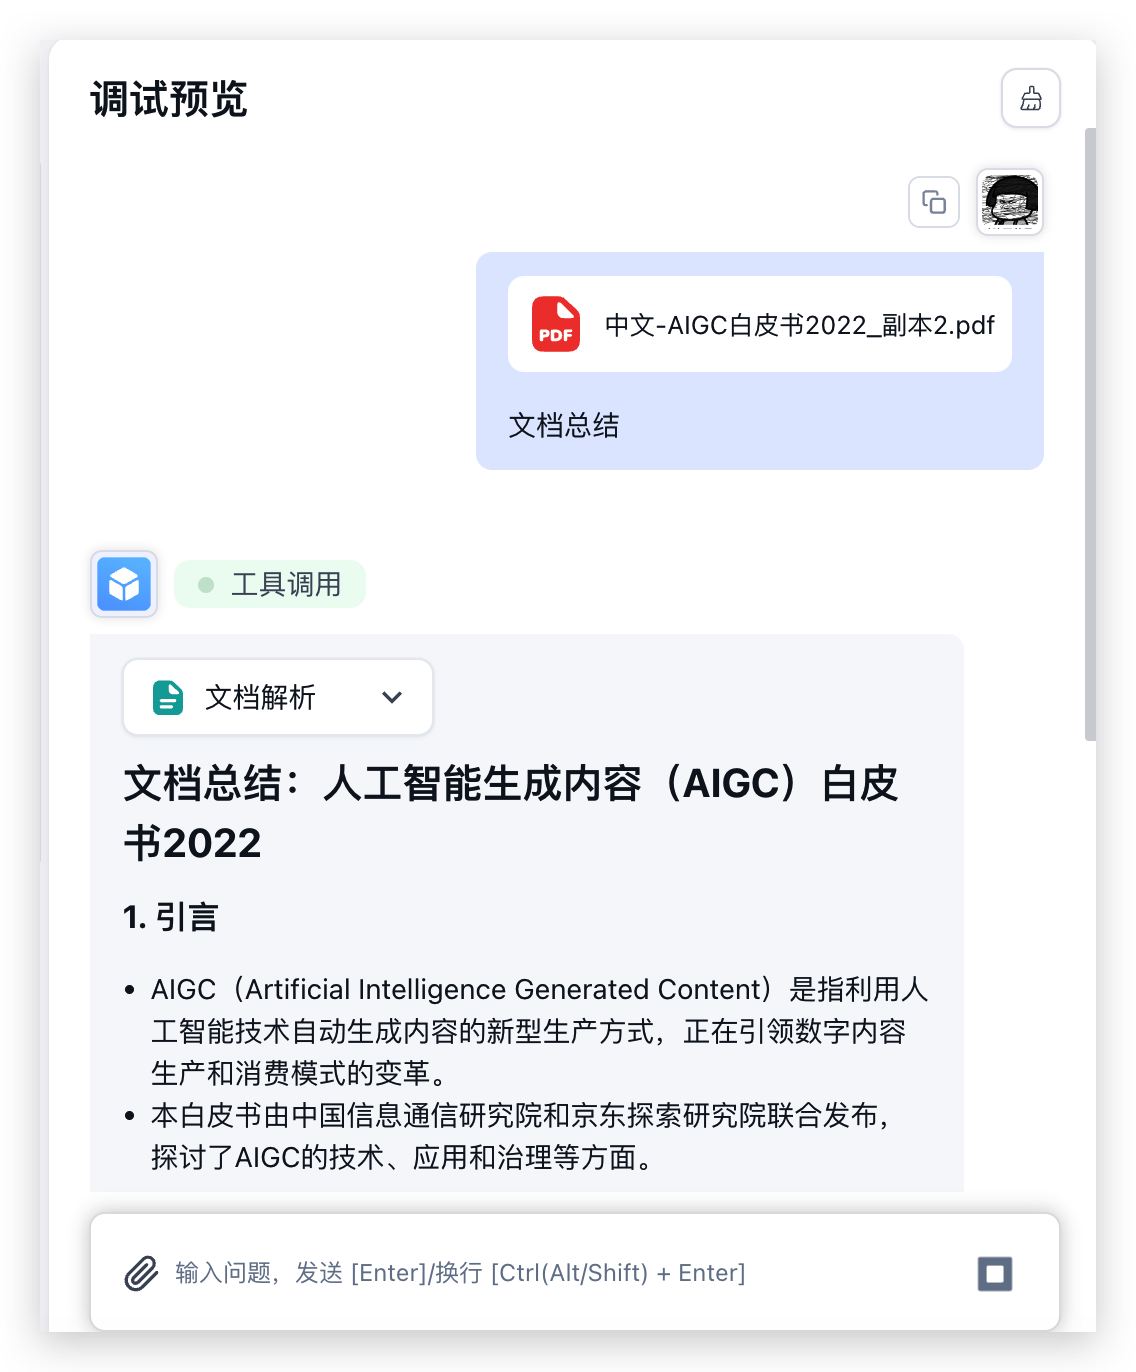 调试预览
PDF
中文-AIGC白皮书2022_副本2.pdf
文档总结
工具调用
文档解析
文档总结：人工智能生成内容（AIGC）白皮
书2022
1. 引言
• AIGC（Artificial Intelligence Generated Content）是指利用人
工智能技术自动生成内容的新型生产方式，正在引领数字内容
生产和消费模式的变革。
• 本白皮书由中国信息通信研究院和京东探索研究院联合发布，
探讨了AIGC的技术、应用和治理等方面。
输入问题，发送 [Enter]/换行 [Ctrl(Alt/Shift) + Enter]